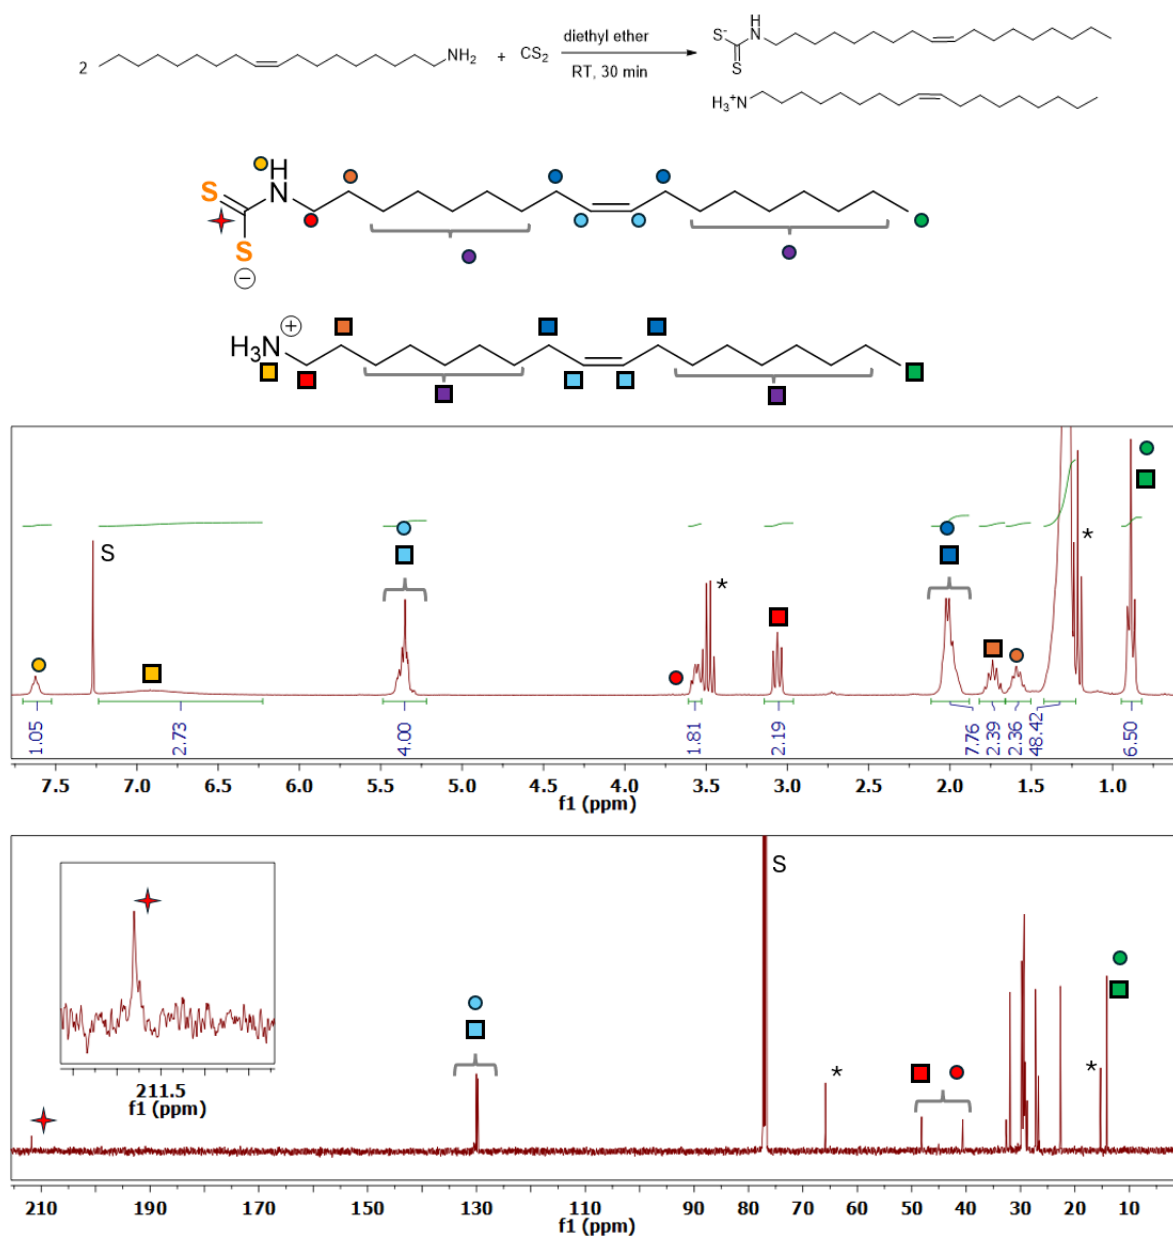 2 NH2 + CS2 diethyl ether
RT, 30 min
S- H N S
H3+N
S H N
S
−
+
H3N
S
*
*
1.05 2.73 4.00 1.81 2.19 7.76 2.39 2.36 48.42 6.50
7.5 7.0 6.5 6.0 5.5 5.0 4.5 4.0 3.5 3.0 2.5 2.0 1.5 1.0
f1 (ppm)
S
211.5
f1 (ppm)
*
*
210 190 170 150 130 110 90 80 70 60 50 40 30 20 10
f1 (ppm)